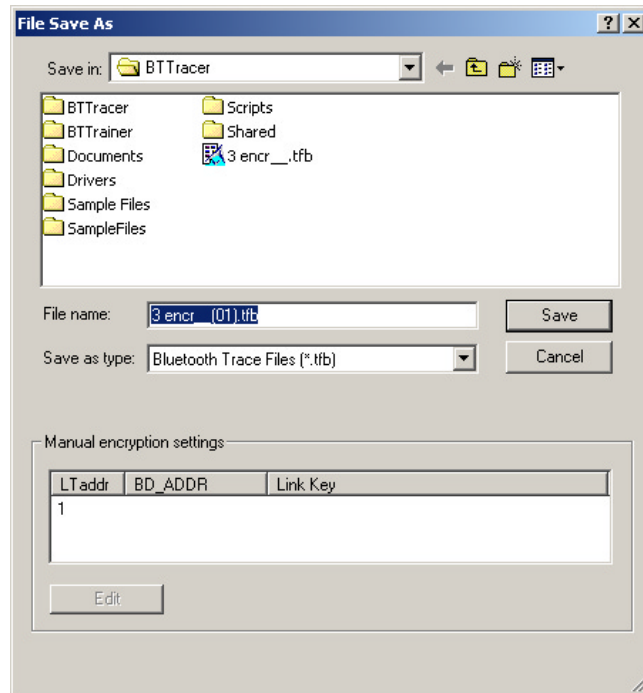 File Save As
Save in: BTTracer
BTTracer Scripts
BTTrainer Shared
Documents 3 encr__.tfb
Drivers
Sample Files
SampleFiles
File name: 3 encr__(01).tfb Save
Save as type: Bluetooth Trace Files (*.tfb) Cancel
Manual encryption settings
LTaddr BD_ADDR Link Key
1
Edit